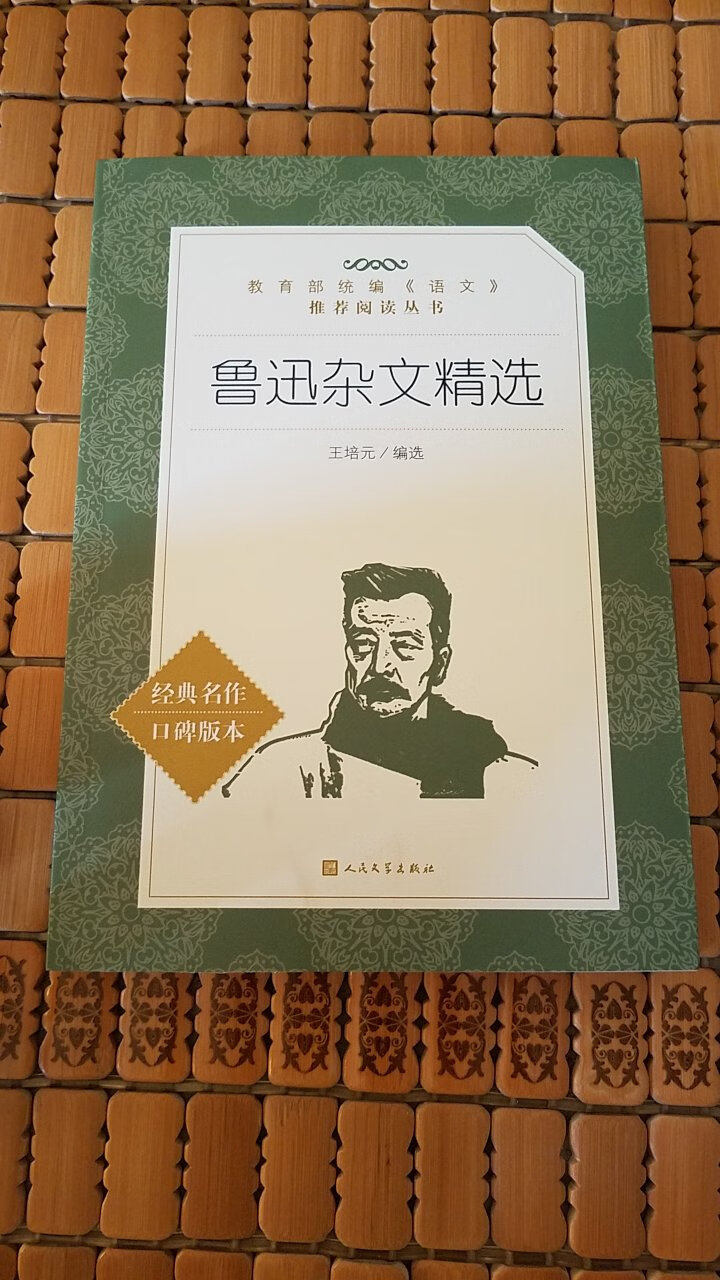 教育部统编《语文》
推荐阅读丛书
鲁迅杂文精选
王培元/编选
经典名作
口碑版本
人民文学出版社